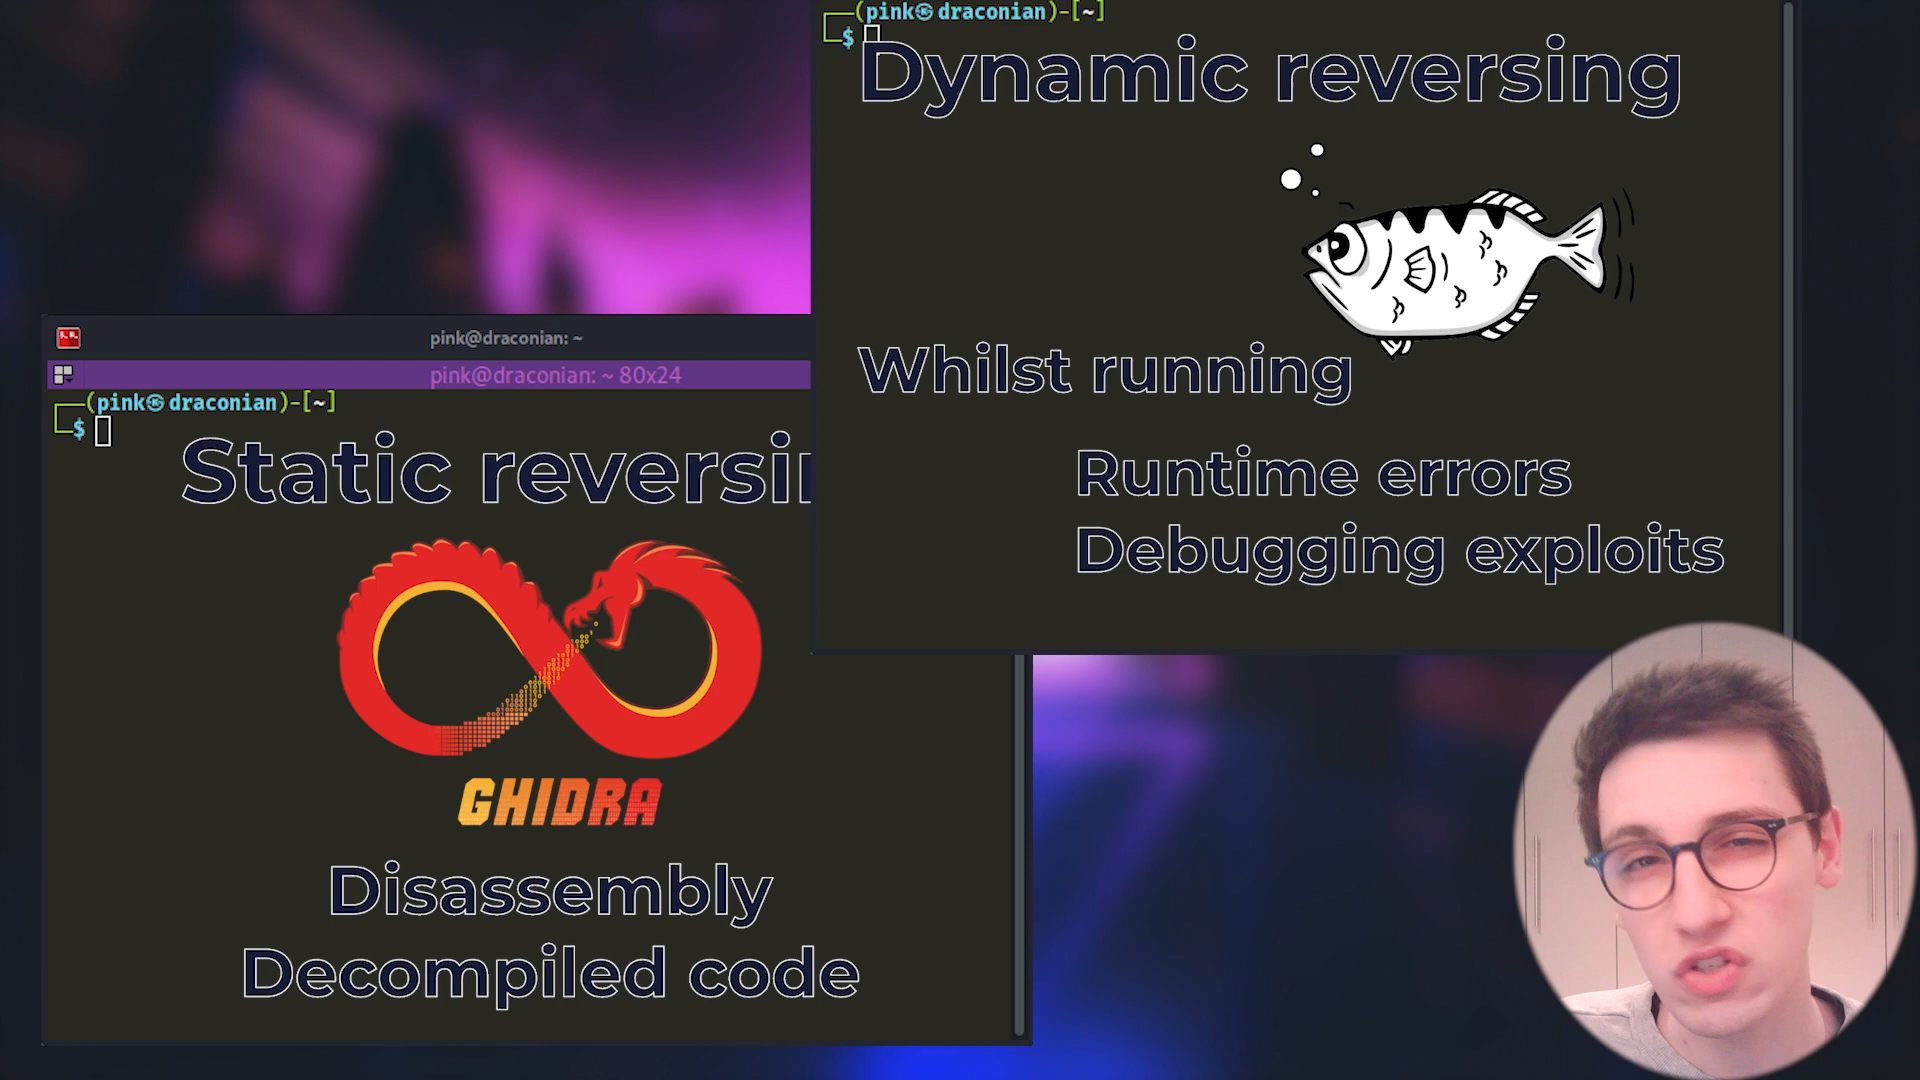 (pink㉿draconian)-[~]
$
Dynamic reversing
Whilst running
Runtime errors
Debugging exploits
pink@draconian: ~
pink@draconian: ~ 80x24
(pink㉿draconian)-[~]
$
Static reversi
GHIDRA
Disassembly
Decompiled code